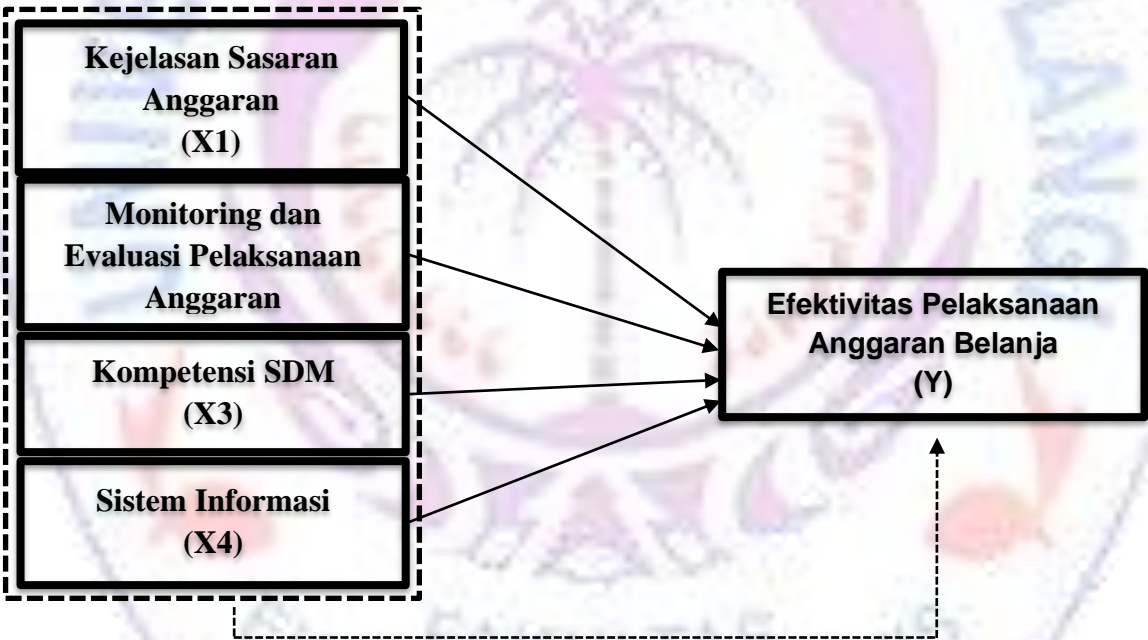 Kejelasan Sasaran
Anggaran
(X1)
Monitoring dan
Evaluasi Pelaksanaan
Anggaran
Kompetensi SDM
(X3)
Sistem Informasi
(X4)
Efektivitas Pelaksanaan
Anggaran Belanja
(Y)